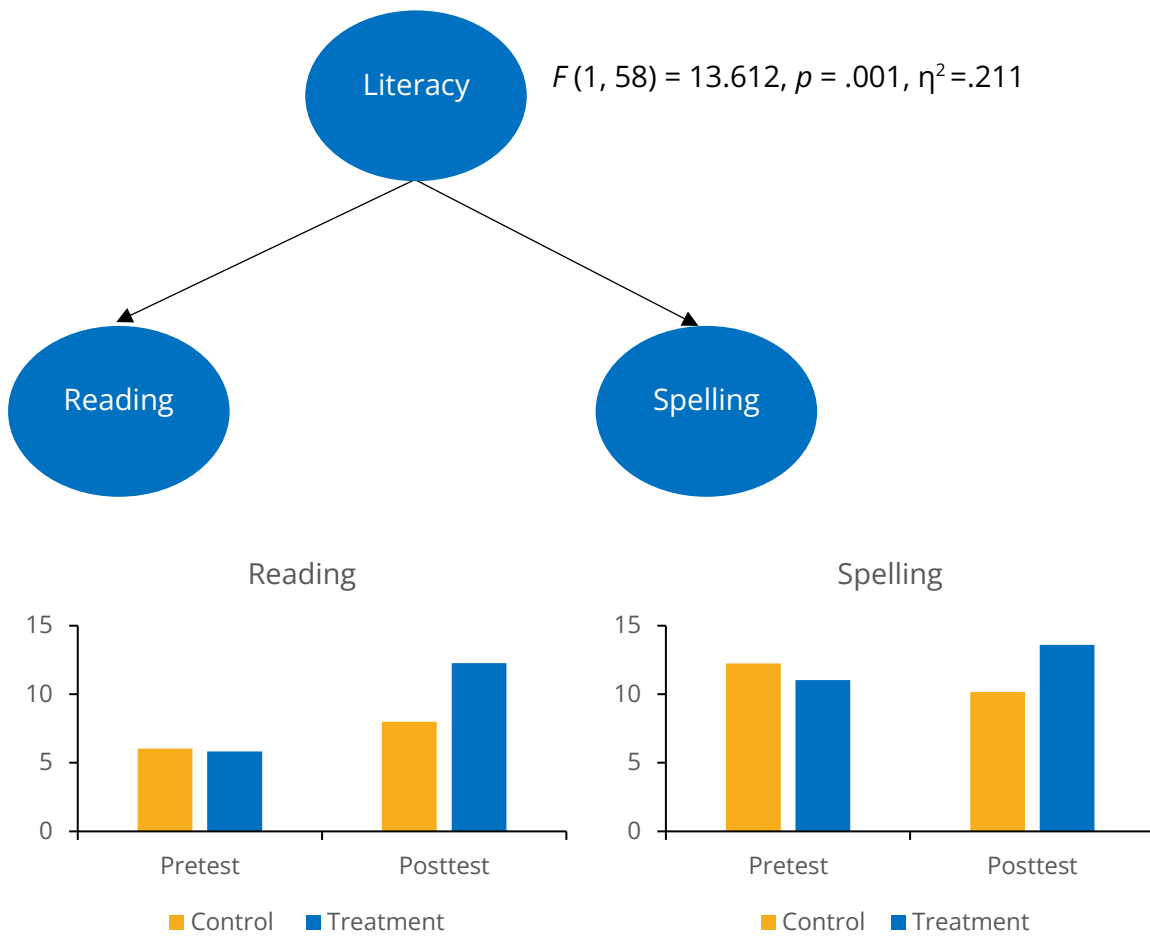 Literacy
F (1, 58) = 13.612, p = .001, η² =.211
Reading
Spelling
Reading
15
10
5
0
Pretest
Posttest
Control
Treatment
Spelling
15
10
5
0
Pretest
Posttest
Control
Treatment